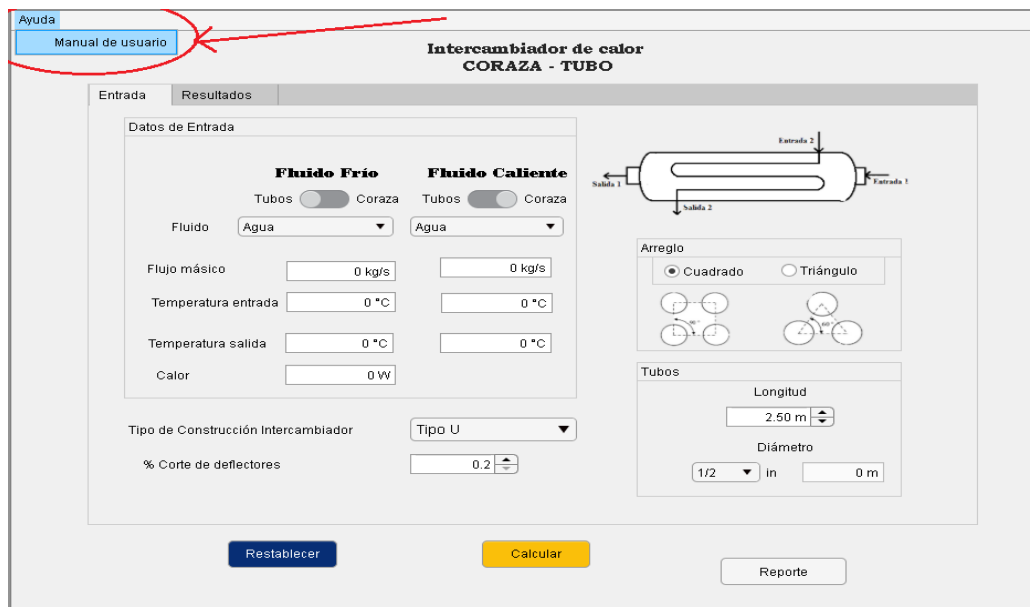 Ayuda
Manual de usuario
Intercambiador de calor
CORAZA - TUBO
Entrada Resultados
Datos de Entrada
Fluido Frío Fluido Caliente
Tubos Coraza Tubos Coraza
Fluido Agua Agua
Flujo másico 0 kg/s 0 kg/s
Temperatura entrada 0 °C 0 °C
Temperatura salida 0 °C 0 °C
Calor 0 W
Tipo de Construcción Intercambiador Tipo U
% Corte de deflectores 0.2
Entrada 2
Salida 1 Entrada 1
Salida 2
Arreglo
Cuadrado Triángulo
90° 60°
Tubos
Longitud
2.50 m
Diámetro
1/2 in 0 m
Restablecer Calcular Reporte